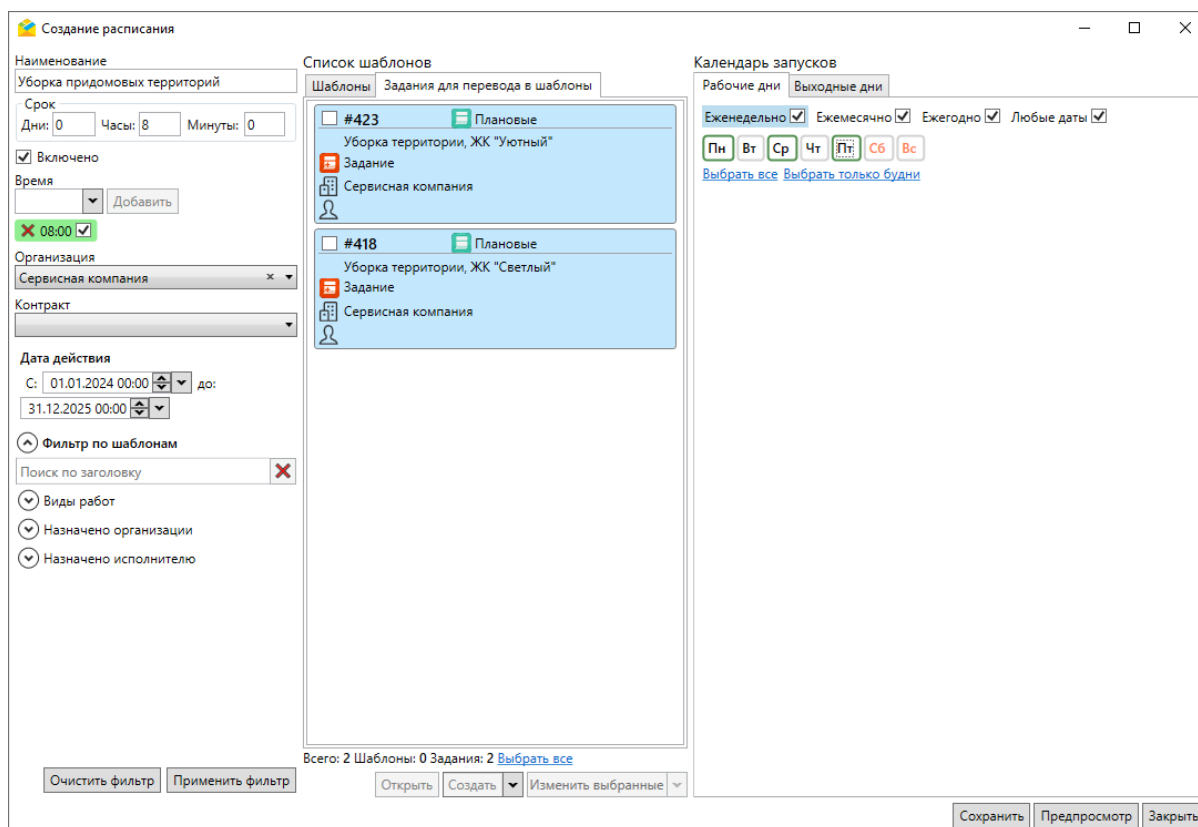 Создание расписания
Наименование
Уборка придомовых территорий
Срок
Дни: 0 Часы: 8 Минуты: 0
Включено
Время
Добавить
08:00
Организация
Сервисная компания
Контракт
Дата действия
С: 01.01.2024 00:00 до:
31.12.2025 00:00
Фильтр по шаблонам
Поиск по заголовку
Виды работ
Назначено организации
Назначено исполнителю
Очистить фильтр Применить фильтр
Список шаблонов
Шаблоны Задания для перевода в шаблоны
#423 Плановые
Уборка территории, ЖК "Уютный"
Задание
Сервисная компания
#418 Плановые
Уборка территории, ЖК "Светлый"
Задание
Сервисная компания
Всего: 2 Шаблоны: 0 Задания: 2 Выбрать все
Открыть Создать Изменить выбранные
Календарь запусков
Рабочие дни Выходные дни
Еженедельно Ежемесячно Ежегодно Любые даты
Пн Вт Ср Чт Пт Сб Вс
Выбрать все Выбрать только будни
Сохранить Предпросмотр Закрыть